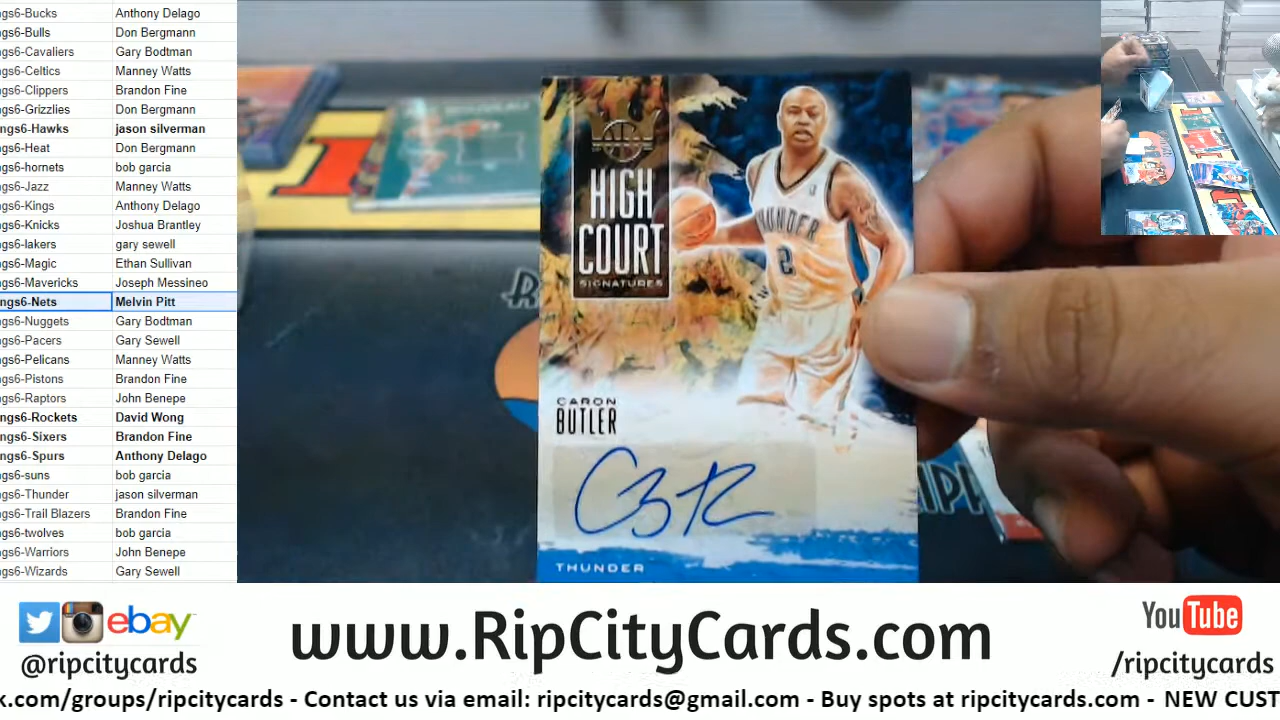 ngs6-Bucks Anthony Delago
ngs6-Bulls Don Bergmann
ngs6-Cavaliers Gary Bodtman
ngs6-Celtics Manney Watts
ngs6-Clippers Brandon Fine
ngs6-Grizzlies Don Bergmann
ngs6-Hawks jason silverman
ngs6-Heat Don Bergmann
ngs6-hornets bob garcia
ngs6-Jazz Manney Watts
ngs6-Kings Anthony Delago
ngs6-Knicks Joshua Brantley
ngs6-lakers gary sewell
ngs6-Magic Ethan Sullivan
ngs6-Mavericks Joseph Messineo
ngs6-Nets Melvin Pitt
ngs6-Nuggets Gary Bodtman
ngs6-Pacers Gary Sewell
ngs6-Pelicans Manney Watts
ngs6-Pistons Brandon Fine
ngs6-Raptors John Benepe
ngs6-Rockets David Wong
ngs6-Sixers Brandon Fine
ngs6-Spurs Anthony Delago
ngs6-suns bob garcia
ngs6-Thunder jason silverman
ngs6-Trail Blazers Brandon Fine
ngs6-twolves bob garcia
ngs6-Warriors John Benepe
ngs6-Wizards Gary Sewell
HIGH
COURT
SIGNATURES
THUNDER
2
CARON
BUTLER
THUNDER
ebay
@ripcitycards
www.RipCityCards.com
YouTube
/ripcitycards
k.com/groups/ripcitycards - Contact us via email: ripcitycards@gmail.com - Buy spots at ripcitycards.com - NEW CUST